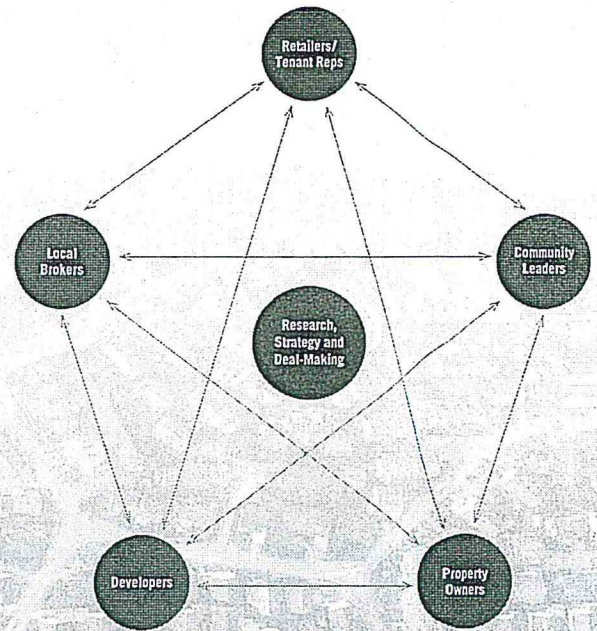 Retailers/
Tenant Reps
Local
Brokers
Community
Leaders
Research,
Strategy and
Deal-Making
Developers
Property
Owners